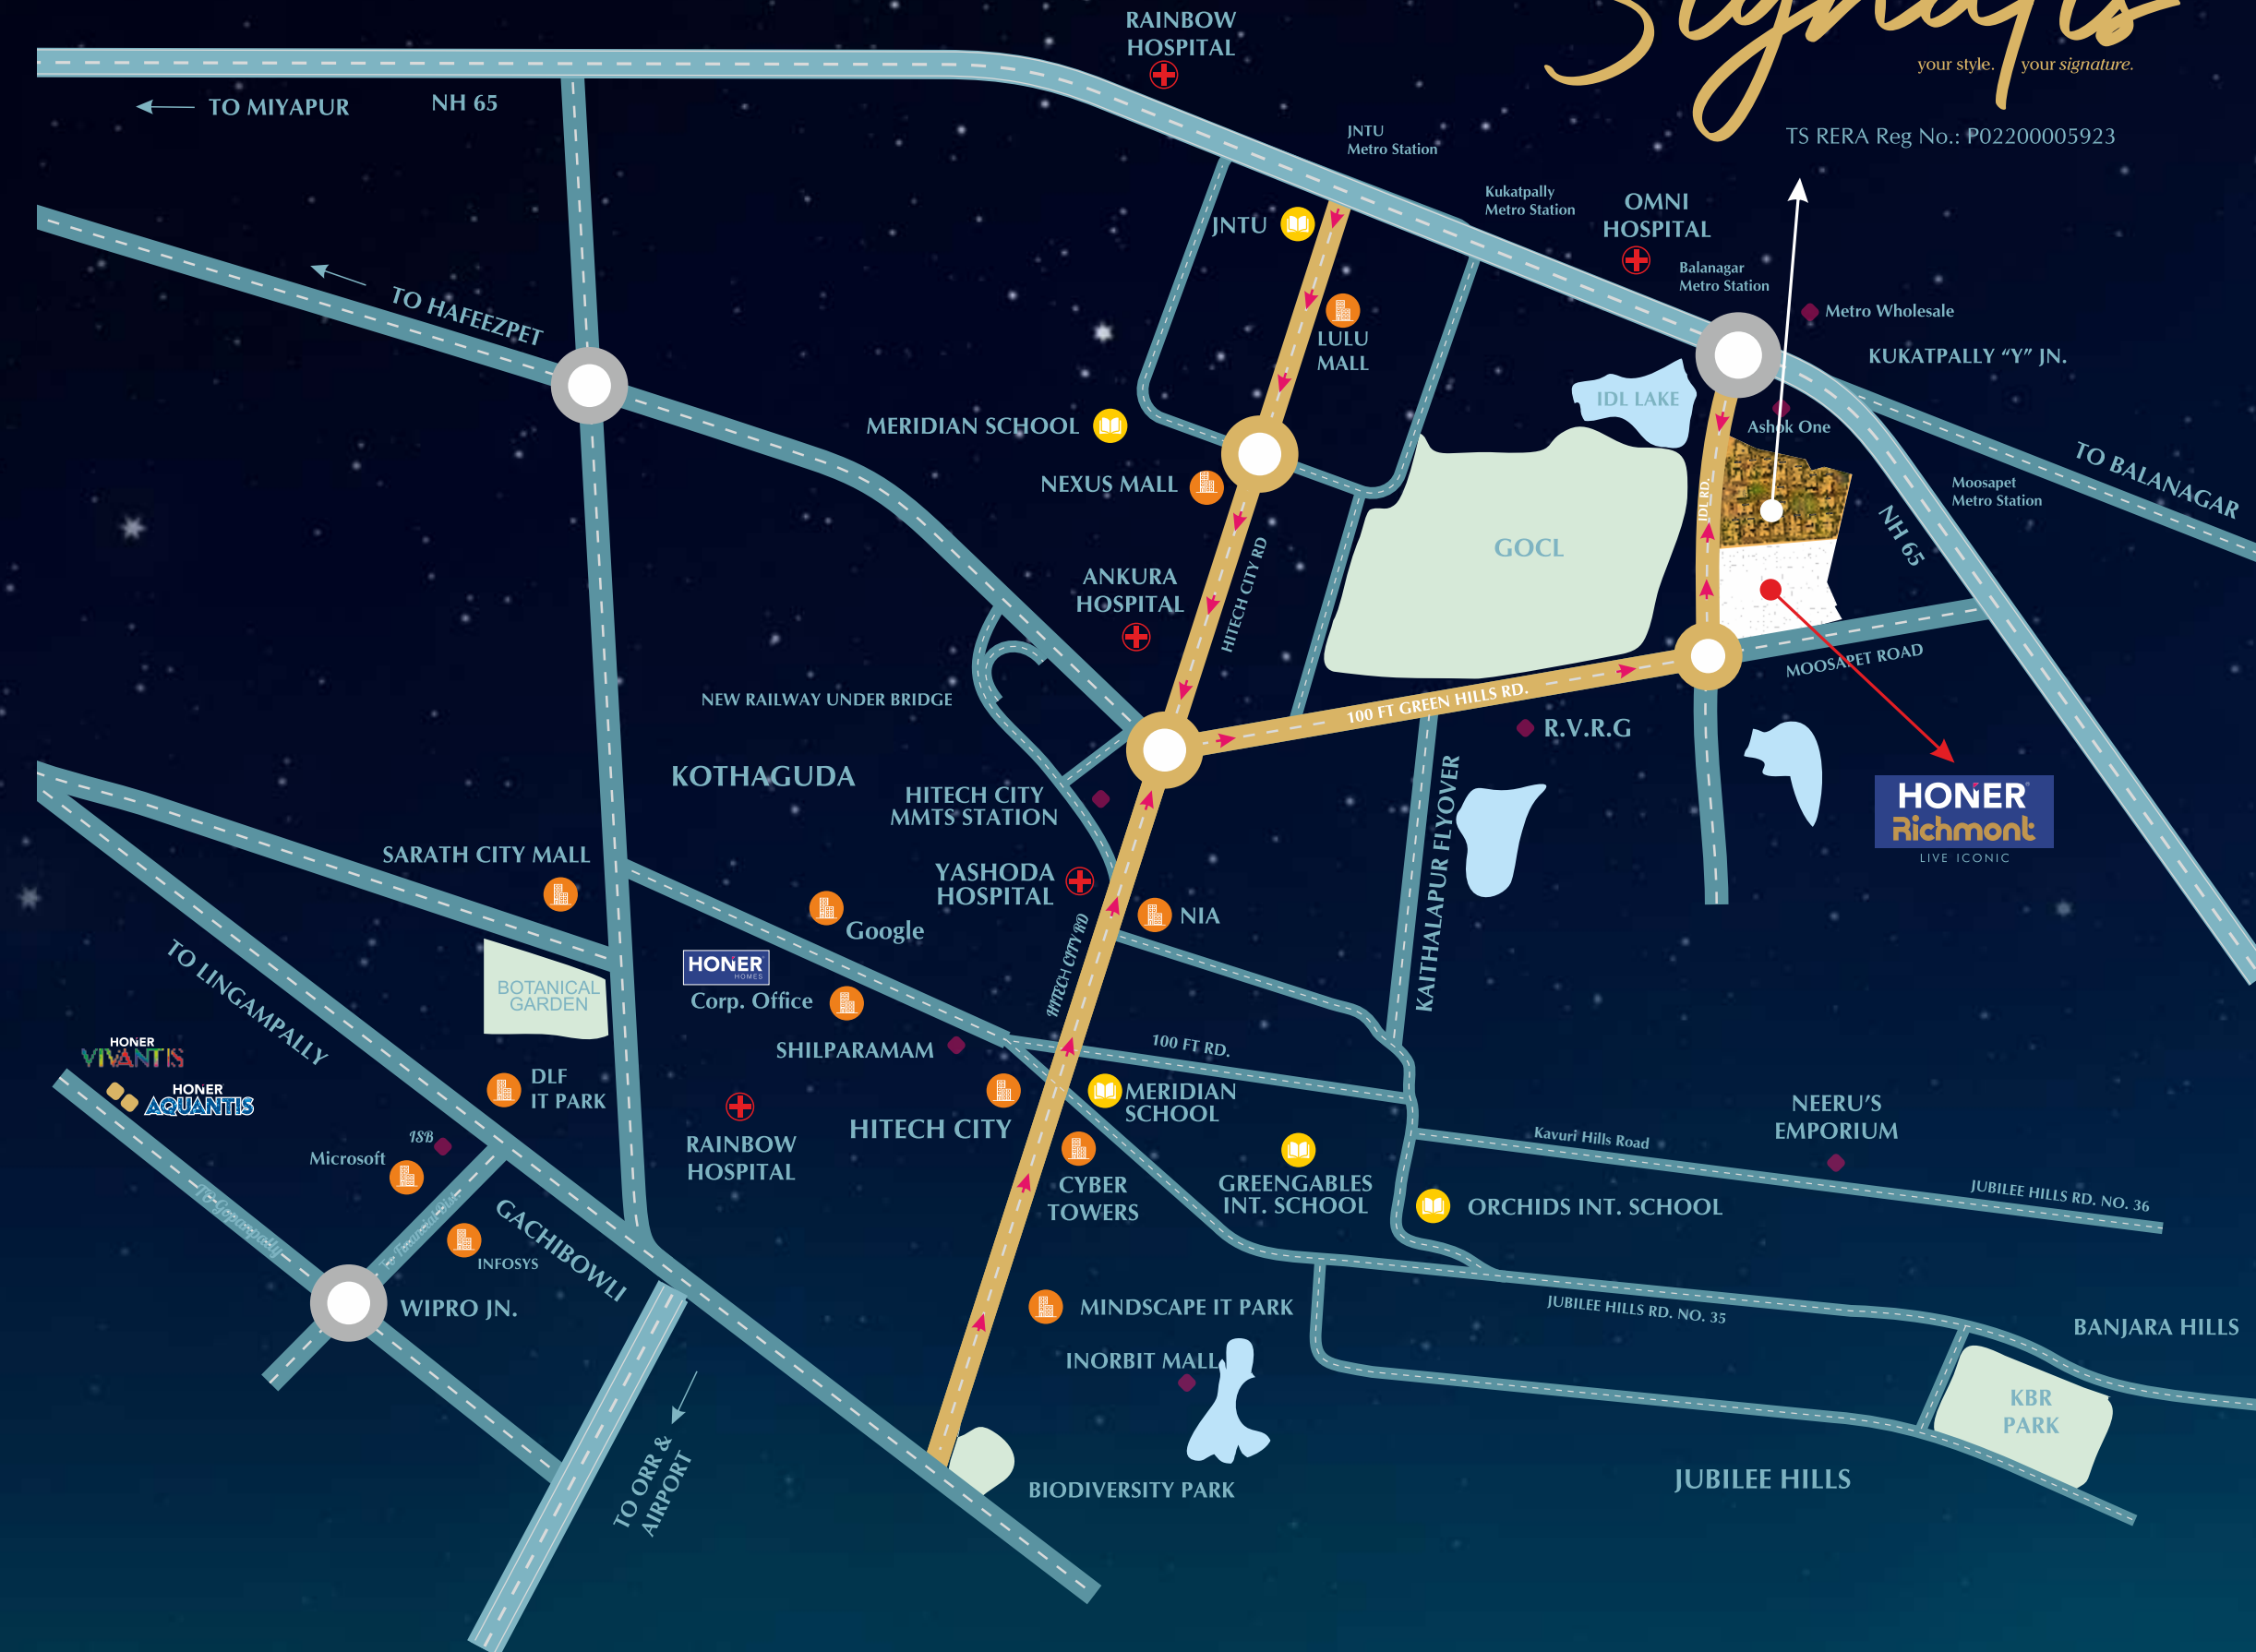 RAINBOW
HOSPITAL
your style. your signature.
TS RERA Reg No.: P02200005923
TO MIYAPUR
NH 65
JNTU
Metro Station
Kukatpally
Metro Station
OMNI
HOSPITAL
JNTU
Balanagar
Metro Station
Metro Wholesale
TO HAFEEZPET
LULU
MALL
KUKATPALLY “Y” JN.
IDL LAKE
MERIDIAN SCHOOL
Ashok One
TO BALANAGAR
NEXUS MALL
IDL RD.
Moosapet
Metro Station
NH 65
GOCL
HITECH CITY RD
ANKURA
HOSPITAL
MOOSAPET ROAD
NEW RAILWAY UNDER BRIDGE
100 FT GREEN HILLS RD.
R.V.R.G
KOTHAGUDA
HITECH CITY
MMTS STATION
KAITHALAPUR FLYOVER
HONER
Richmont
LIVE ICONIC
SARATH CITY MALL
YASHODA
HOSPITAL
NIA
Google
HITECH CITY RD
TO LINGAMPALLY
HONER
HOMES
Corp. Office
BOTANICAL
GARDEN
SHILPARAMAM
100 FT RD.
HONER
VIVANTIS
HONER
AQUANTIS
DLF
IT PARK
MERIDIAN
SCHOOL
HITECH CITY
RAINBOW
HOSPITAL
NEERU’S
EMPORIUM
ISB
Microsoft
Kavuri Hills Road
CYBER
TOWERS
GREENGABLES
INT. SCHOOL
ORCHIDS INT. SCHOOL
JUBILEE HILLS RD. NO. 36
TO Gopanpally
GACHIBOWLI
INFOSYS
WIPRO JN.
MINDSCAPE IT PARK
JUBILEE HILLS RD. NO. 35
BANJARA HILLS
INORBIT MALL
KBR
PARK
TO ORR &
AIRPORT
BIODIVERSITY PARK
JUBILEE HILLS